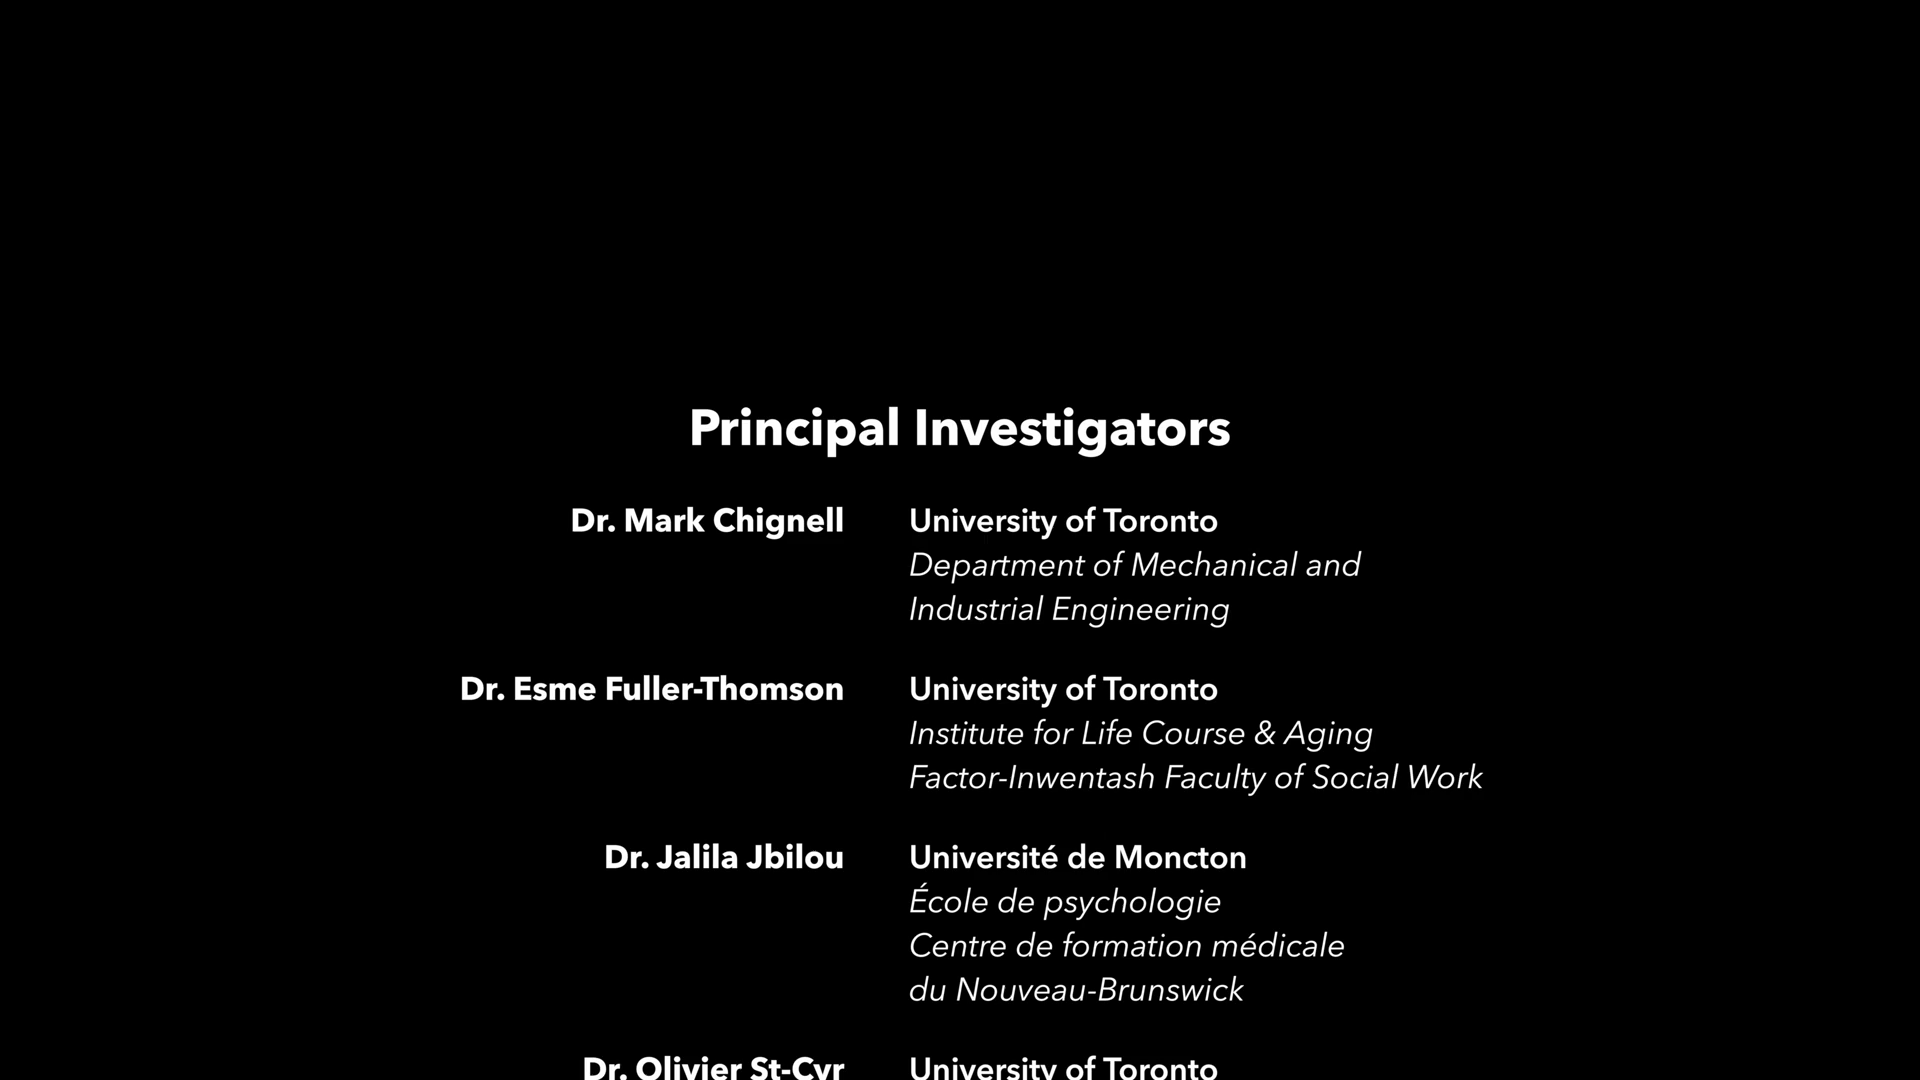 Principal Investigators
Dr. Mark Chignell University of Toronto
Department of Mechanical and
Industrial Engineering
Dr. Esme Fuller-Thomson University of Toronto
Institute for Life Course & Aging
Factor-Inwentash Faculty of Social Work
Dr. Jalila Jbilou Université de Moncton
École de psychologie
Centre de formation médicale
du Nouveau-Brunswick
Dr. Olivier St-Cyr University of Toronto